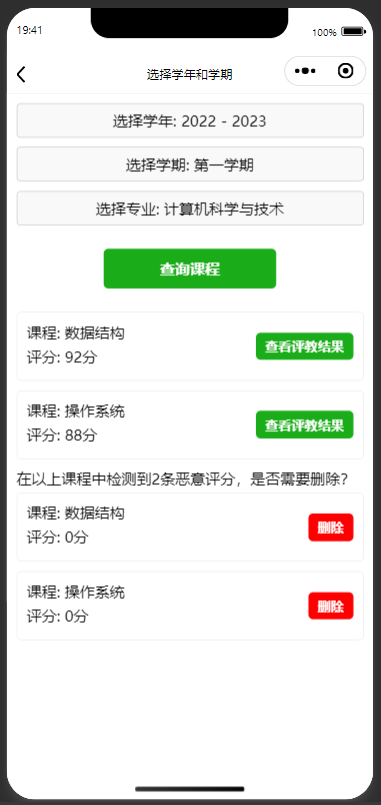 19:41
100%
选择学年和学期
选择学年: 2022 - 2023
选择学期: 第一学期
选择专业: 计算机科学与技术
查询课程
课程: 数据结构
评分: 92分
查看评教结果
课程: 操作系统
评分: 88分
查看评教结果
在以上课程中检测到2条恶意评分，是否需要删除？
课程: 数据结构
评分: 0分
删除
课程: 操作系统
评分: 0分
删除